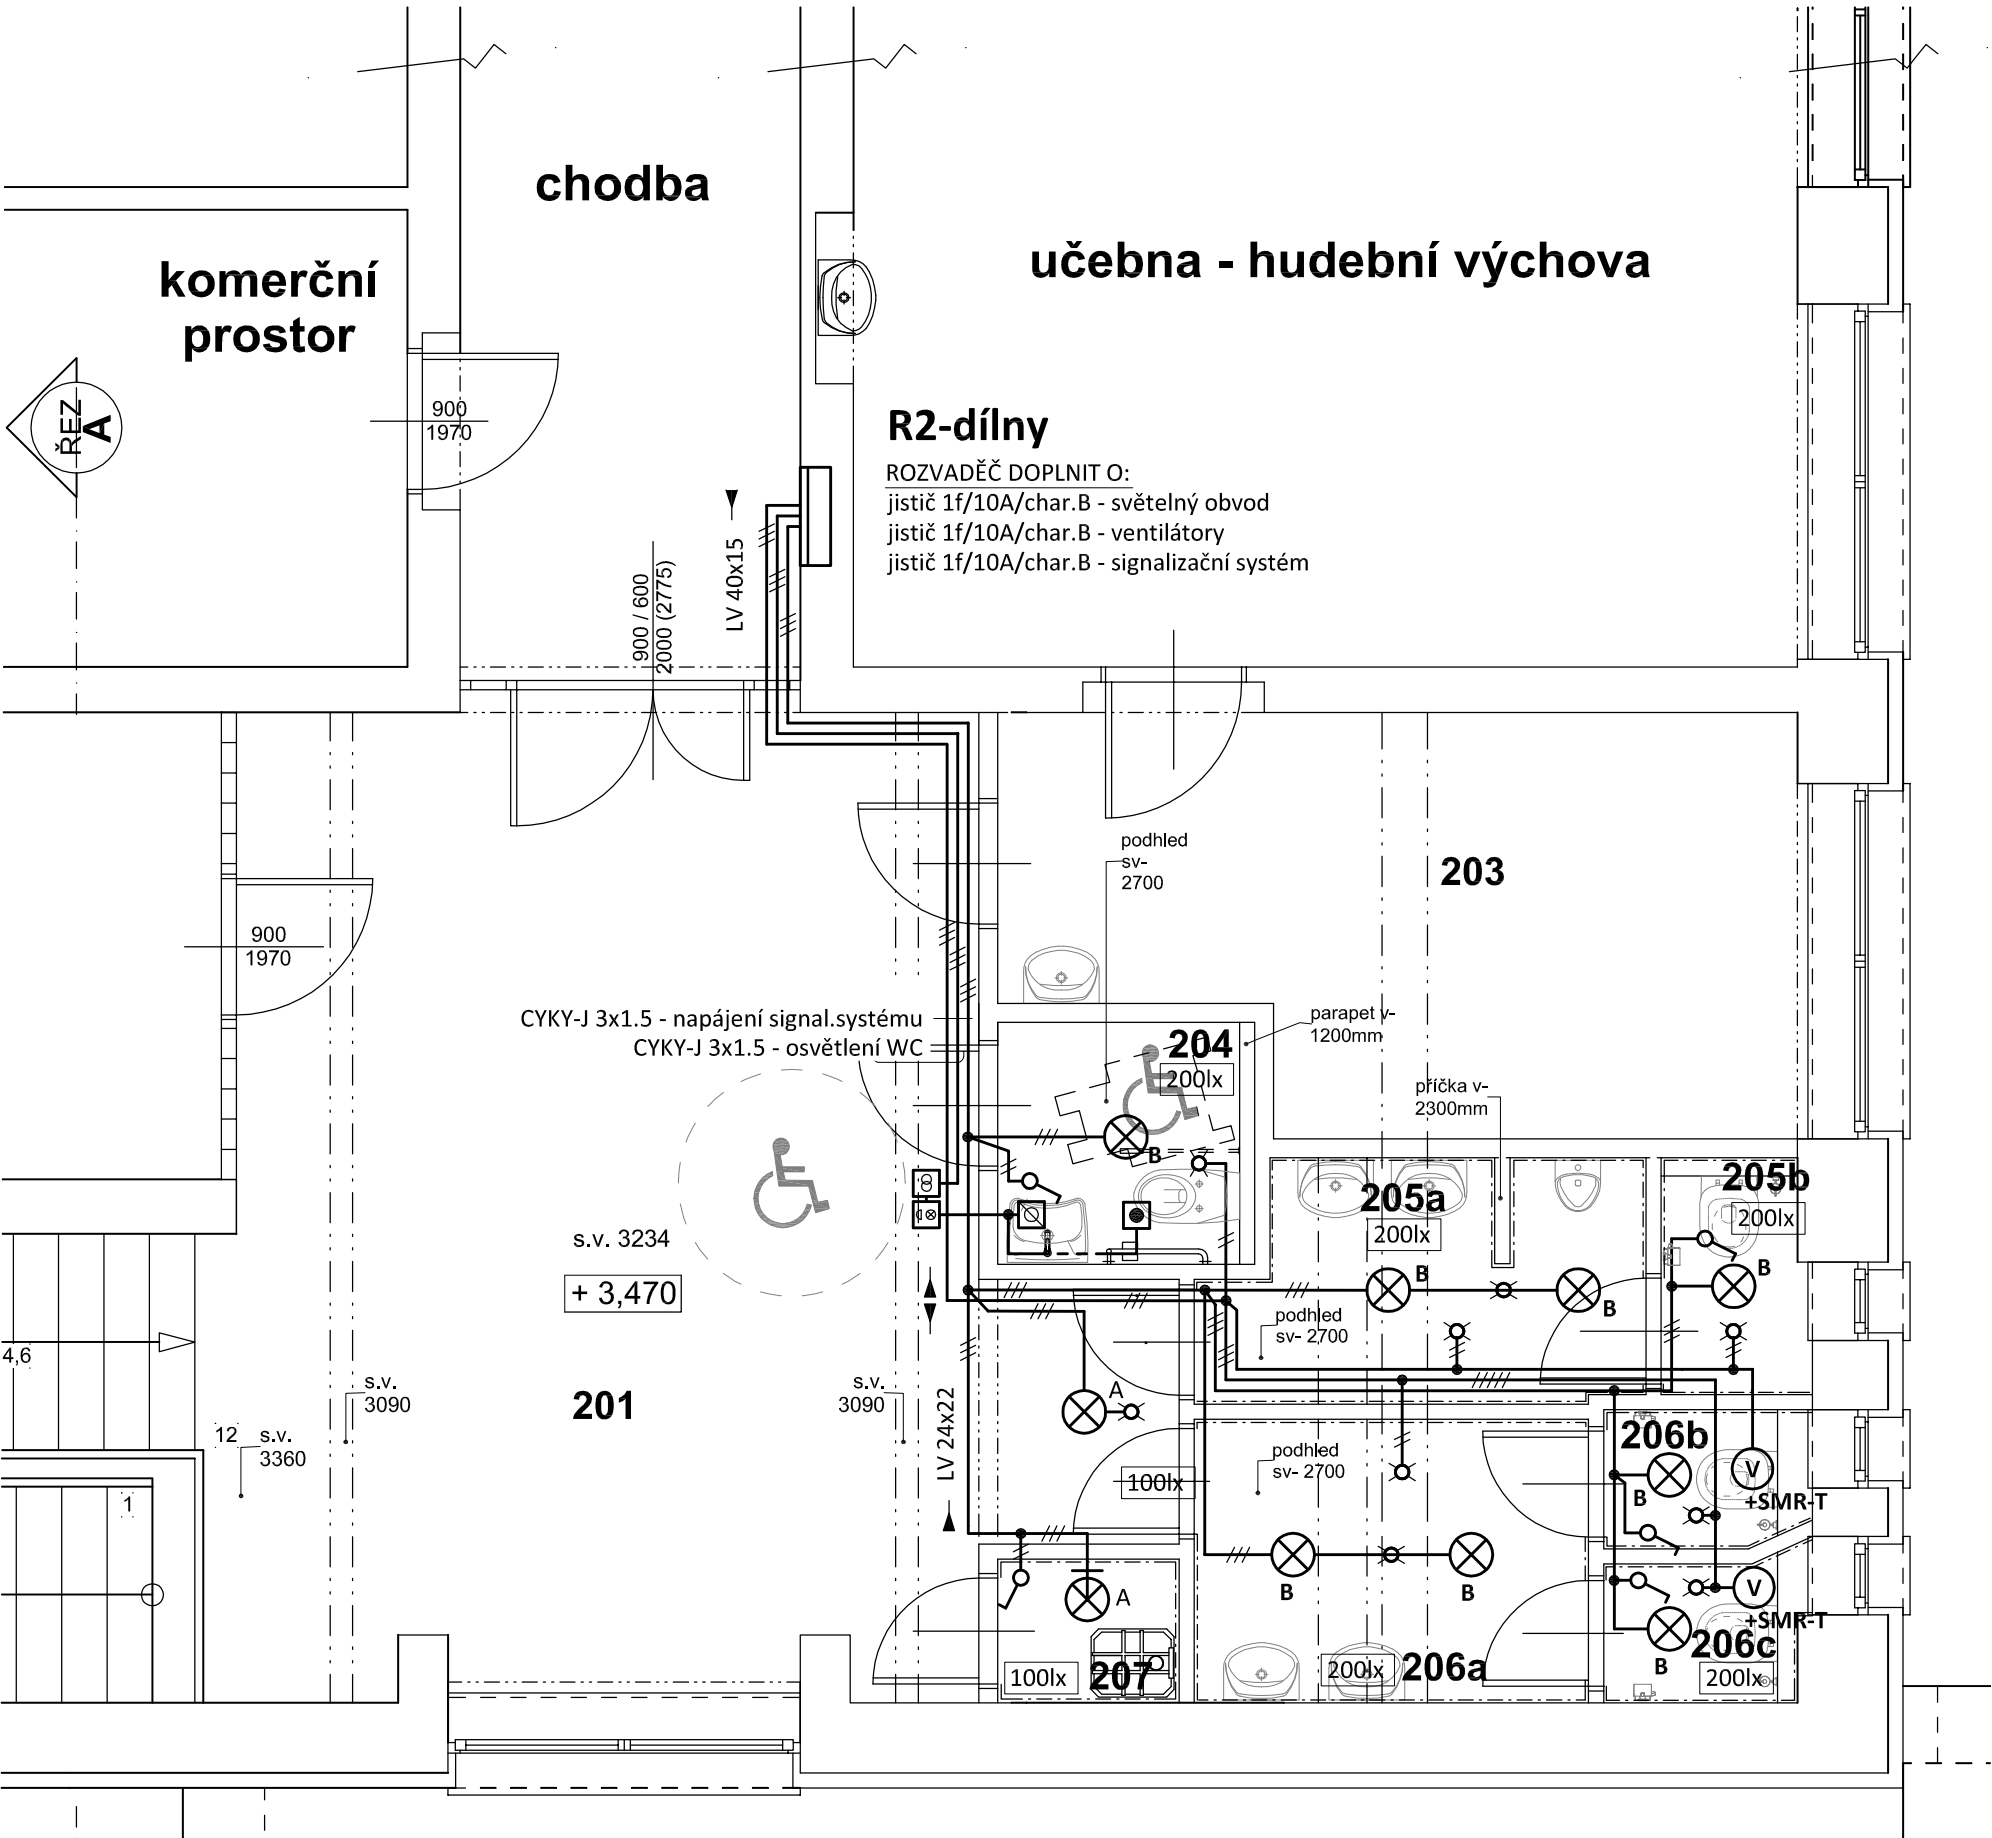 chodba
učebna - hudební výchova
komerční
prostor
ŘEZ
A
900
1970
R2-dílny
ROZVADĚČ DOPLNIT O:
jistič 1f/10A/char.B - světelný obvod
jistič 1f/10A/char.B - ventilátory
jistič 1f/10A/char.B - signalizační systém
LV 40x15
900 / 600
2000 (2775)
podhled
sv-
2700
203
900
1970
CYKY-J 3x1.5 - napájení signal.systému
CYKY-J 3x1.5 - osvětlení WC
parapet v-
1200mm
204
200lx
příčka v-
2300mm
B
205a
200lx
205b
200lx
s.v. 3234
+ 3,470
B
B
B
podhled
sv- 2700
4,6
s.v.
3090
201
s.v.
3090
A
12
s.v.
3360
LV 24x22
100lx
podhled
sv- 2700
206b
V
+SMR-T
B
1
B
B
A
V
+SMR-T
206c
200lx
B
100lx
207
200lx
206a